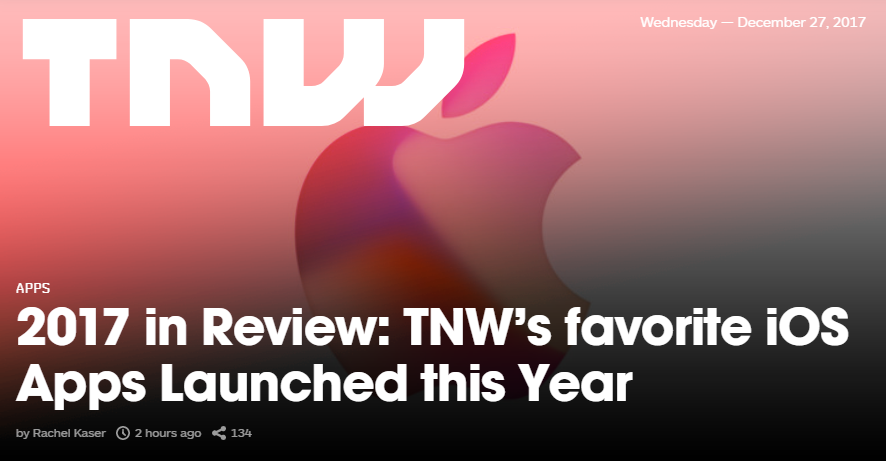 TNW
Wednesday — December 27, 2017
APPS
2017 in Review: TNW’s favorite iOS
Apps Launched this Year
by Rachel Kaser 2 hours ago 134